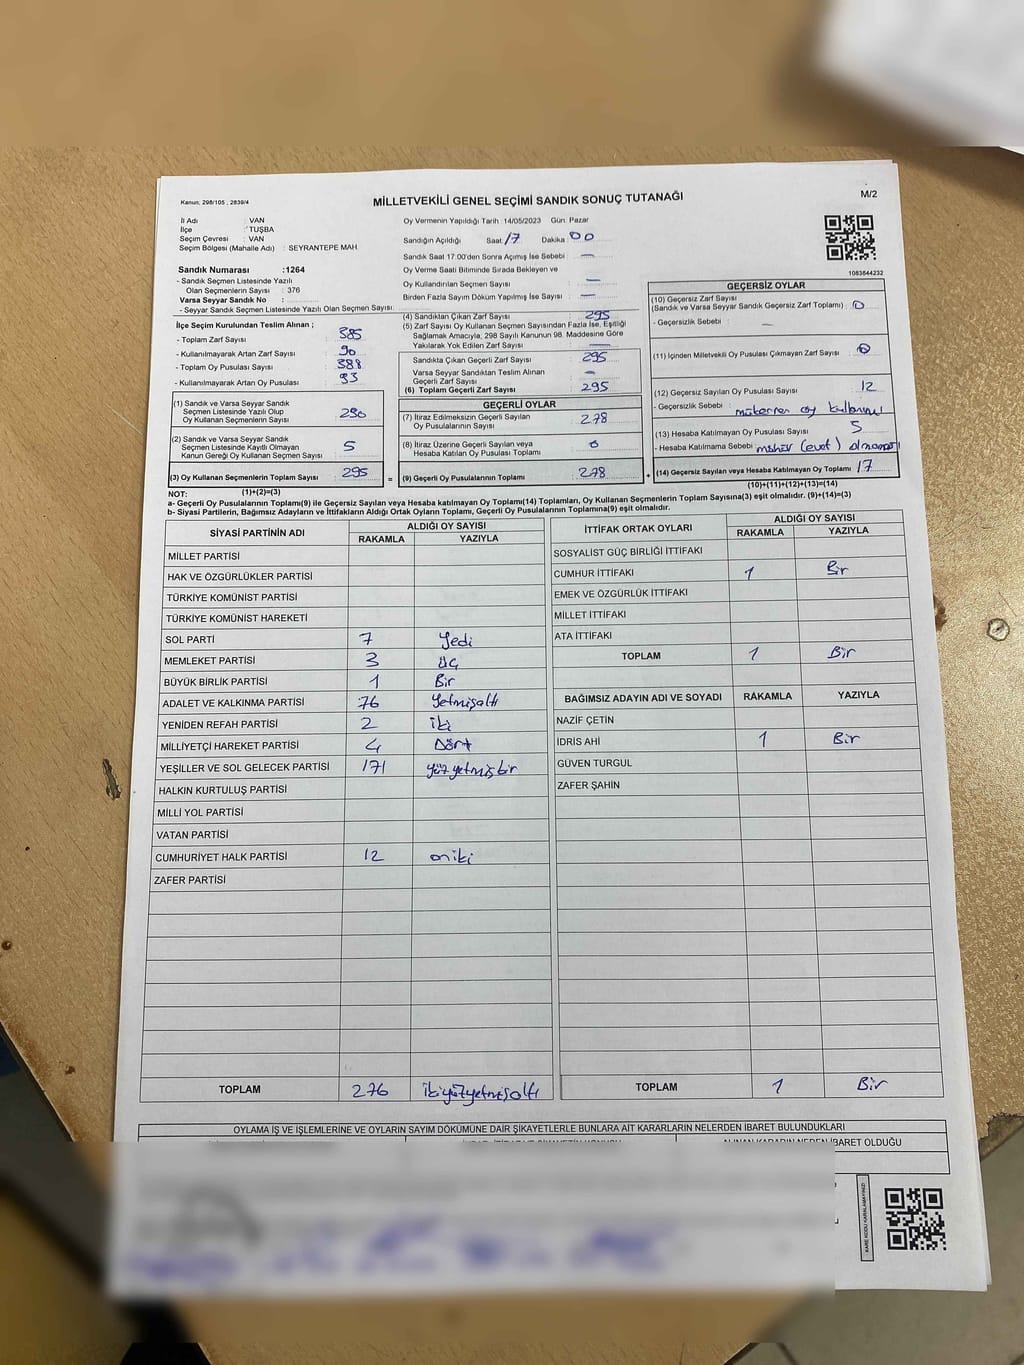 Kanun; 298/105 , 2839/4
MİLLETVEKİLİ GENEL SEÇİMİ SANDIK SONUÇ TUTANAĞI
M/2
İl Adı : VAN
İlçe : TUŞBA
Seçim Çevresi : VAN
Seçim Bölgesi (Mahalle Adı) : SEYRANTEPE MAH.
Oy Vermenin Yapıldığı Tarih : 14/05/2023 Gün: Pazar
Sandığın Açıldığı Saat: 17 Dakika: 00
Sandık Saat 17:00'den Sonra Açımış İse Sebebi : —
Oy Verme Saati Bitiminde Sırada Bekleyen ve
Oy Kullandırılan Seçmen Sayısı : —
Birden Fazla Sayım Döküm Yapılmış İse Sayısı : —
1083844232
Sandık Numarası :1264
- Sandık Seçmen Listesinde Yazılı
Olan Seçmenlerin Sayısı : 376
Varsa Seyyar Sandık No :
- Seyyar Sandık Seçmen Listesinde Yazılı Olan Seçmen Sayısı:
İlçe Seçim Kurulundan Teslim Alınan ;
- Toplam Zarf Sayısı : 385
- Kullanılmayarak Artan Zarf Sayısı : 90
- Toplam Oy Pusulası Sayısı : 388
- Kullanılmayarak Artan Oy Pusulası : 93
(1) Sandık ve Varsa Seyyar Sandık
Seçmen Listesinde Yazılı Olup
Oy Kullanan Seçmenlerin Sayısı : 290
(2) Sandık ve Varsa Seyyar Sandık
Seçmen Listesinde Kayıtlı Olmayan
Kanun Gereği Oy Kullanan Seçmen Sayısı : 5
(3) Oy Kullanan Seçmenlerin Toplam Sayısı : 295
(1)+(2)=(3)
(4) Sandıktan Çıkan Zarf Sayısı : 295
(5) Zarf Sayısı Oy Kullanan Seçmen Sayısından Fazla İse, Eşitliği
Sağlamak Amacıyla, 298 Sayılı Kanunun 98. Maddesine Göre
Yakılarak Yok Edilen Zarf Sayısı : —
Sandıkta Çıkan Geçerli Zarf Sayısı : 295
Varsa Seyyar Sandıktan Teslim Alınan
Geçerli Zarf Sayısı : —
(6) Toplam Geçerli Zarf Sayısı : 295
GEÇERLİ OYLAR
(7) İtiraz Edilmeksizin Geçerli Sayılan
Oy Pusulalarının Sayısı : 278
(8) İtiraz Üzerine Geçerli Sayılan veya
Hesaba Katılan Oy Pusulası Toplamı : 0
= (9) Geçerli Oy Pusulalarının Toplamı : 278
GEÇERSİZ OYLAR
(10) Geçersiz Zarf Sayısı
(Sandık ve Varsa Seyyar Sandık Geçersiz Zarf Toplamı) : 0
- Geçersizlik Sebebi : —
(11) İçinden Milletvekili Oy Pusulası Çıkmayan Zarf Sayısı : 0
(12) Geçersiz Sayılan Oy Pusulası Sayısı : 12
- Geçersizlik Sebebi : mükerrer oy kullanımı
(13) Hesaba Katılmayan Oy Pusulası Sayısı : 5
- Hesaba Katılmama Sebebi : mühür (evet) olmaması
+ (14) Geçersiz Sayılan veya Hesaba Katılmayan Oy Toplamı : 17
(10)+(11)+(12)+(13)=(14)
NOT:
a- Geçerli Oy Pusulalarının Toplamı(9) ile Geçersiz Sayılan veya Hesaba katılmayan Oy Toplamı(14) Toplamları, Oy Kullanan Seçmenlerin Toplam Sayısına(3) eşit olmalıdır. (9)+(14)=(3)
b- Siyasi Partilerin, Bağımsız Adayların ve İttifakların Aldığı Ortak Oyların Toplamı, Geçerli Oy Pusulalarının Toplamına(9) eşit olmalıdır.
SİYASİ PARTİNİN ADI ALDIĞI OY SAYISI
RAKAMLA YAZIYLA
MİLLET PARTİSİ
HAK VE ÖZGÜRLÜKLER PARTİSİ
TÜRKİYE KOMÜNİST PARTİSİ
TÜRKİYE KOMÜNİST HAREKETİ
SOL PARTİ 7 Yedi
MEMLEKET PARTİSİ 3 Üç
BÜYÜK BİRLİK PARTİSİ 1 Bir
ADALET VE KALKINMA PARTİSİ 76 Yetmişaltı
YENİDEN REFAH PARTİSİ 2 İki
MİLLİYETÇİ HAREKET PARTİSİ 4 Dört
YEŞİLLER VE SOL GELECEK PARTİSİ 171 Yüz yetmiş bir
HALKIN KURTULUŞ PARTİSİ
MİLLİ YOL PARTİSİ
VATAN PARTİSİ
CUMHURİYET HALK PARTİSİ 12 oniki
ZAFER PARTİSİ
TOPLAM 276 ikiyüzyetmişaltı
İTTİFAK ORTAK OYLARI ALDIĞI OY SAYISI
RAKAMLA YAZIYLA
SOSYALİST GÜÇ BİRLİĞİ İTTİFAKI
CUMHUR İTTİFAKI 1 Bir
EMEK VE ÖZGÜRLÜK İTTİFAKI
MİLLET İTTİFAKI
ATA İTTİFAKI
TOPLAM 1 Bir
BAĞIMSIZ ADAYIN ADI VE SOYADI RAKAMLA YAZIYLA
NAZİF ÇETİN
İDRİS AHİ 1 Bir
GÜVEN TURGUL
ZAFER ŞAHİN
TOPLAM 1 Bir
OYLAMA İŞ VE İŞLEMLERİNE VE OYLARIN SAYIM DÖKÜMÜNE DAİR ŞİKAYETLERLE BUNLARA AİT KARARLARIN NELERDEN İBARET BULUNDUKLARI
ALINAN KARARIN NEDEN İBARET OLDUĞU
KARE KODU KARALAMAYINIZ!